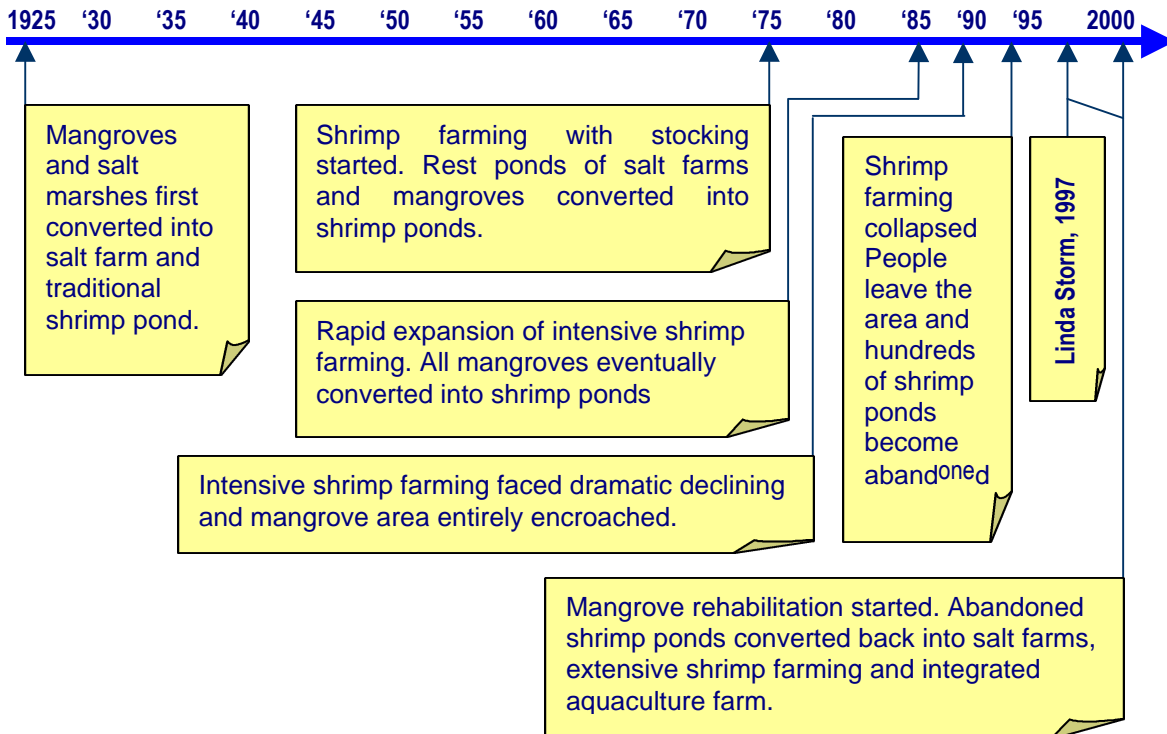 1925 ‘30 ‘35 ‘40 ‘45 ‘50 ‘55 ‘60 ‘65 ‘70 ‘75 ‘80 ‘85 ‘90 ‘95 2000
Mangroves
and salt
marshes first
converted into
salt farm and
traditional
shrimp pond.
Shrimp farming with stocking
started. Rest ponds of salt farms
and mangroves converted into
shrimp ponds.
Rapid expansion of intensive shrimp
farming. All mangroves eventually
converted into shrimp ponds
Intensive shrimp farming faced dramatic declining
and mangrove area entirely encroached.
Shrimp
farming
collapsed
People
leave the
area and
hundreds
of shrimp
ponds
become
abandoned
Linda Storm, 1997
Mangrove rehabilitation started. Abandoned
shrimp ponds converted back into salt farms,
extensive shrimp farming and integrated
aquaculture farm.